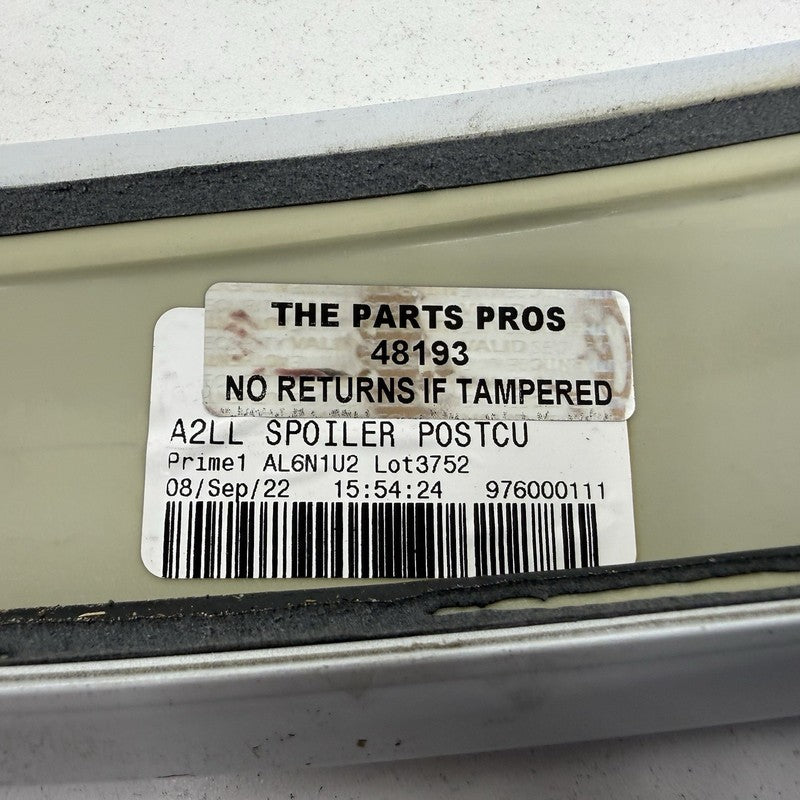 THE PARTS PROS
48193
NO RETURNS IF TAMPERED
A2LL SPOILER POSTCU
Prime1 AL6N1U2 Lot3752
08/Sep/22 15:54:24 976000111